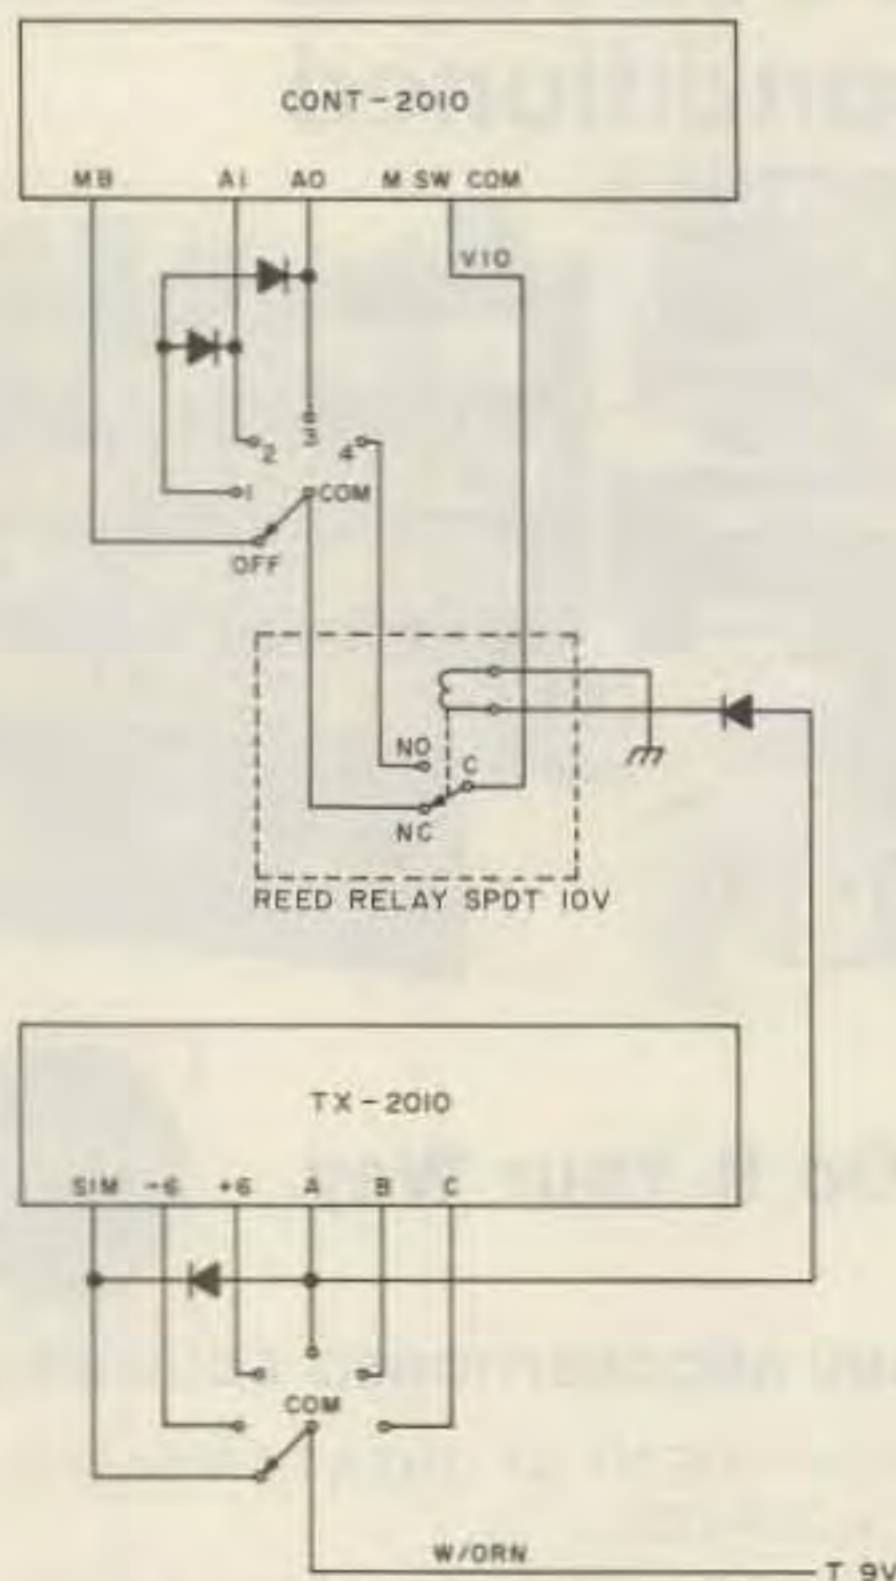 CONT-2010
MB A1 A0 M SW COM
V10
3
2 4
1 COM
OFF
NO
C
NC
REED RELAY SPDT 10V
TX-2010
SIM -6 +6 A B C
COM
W/ORN
T 9V